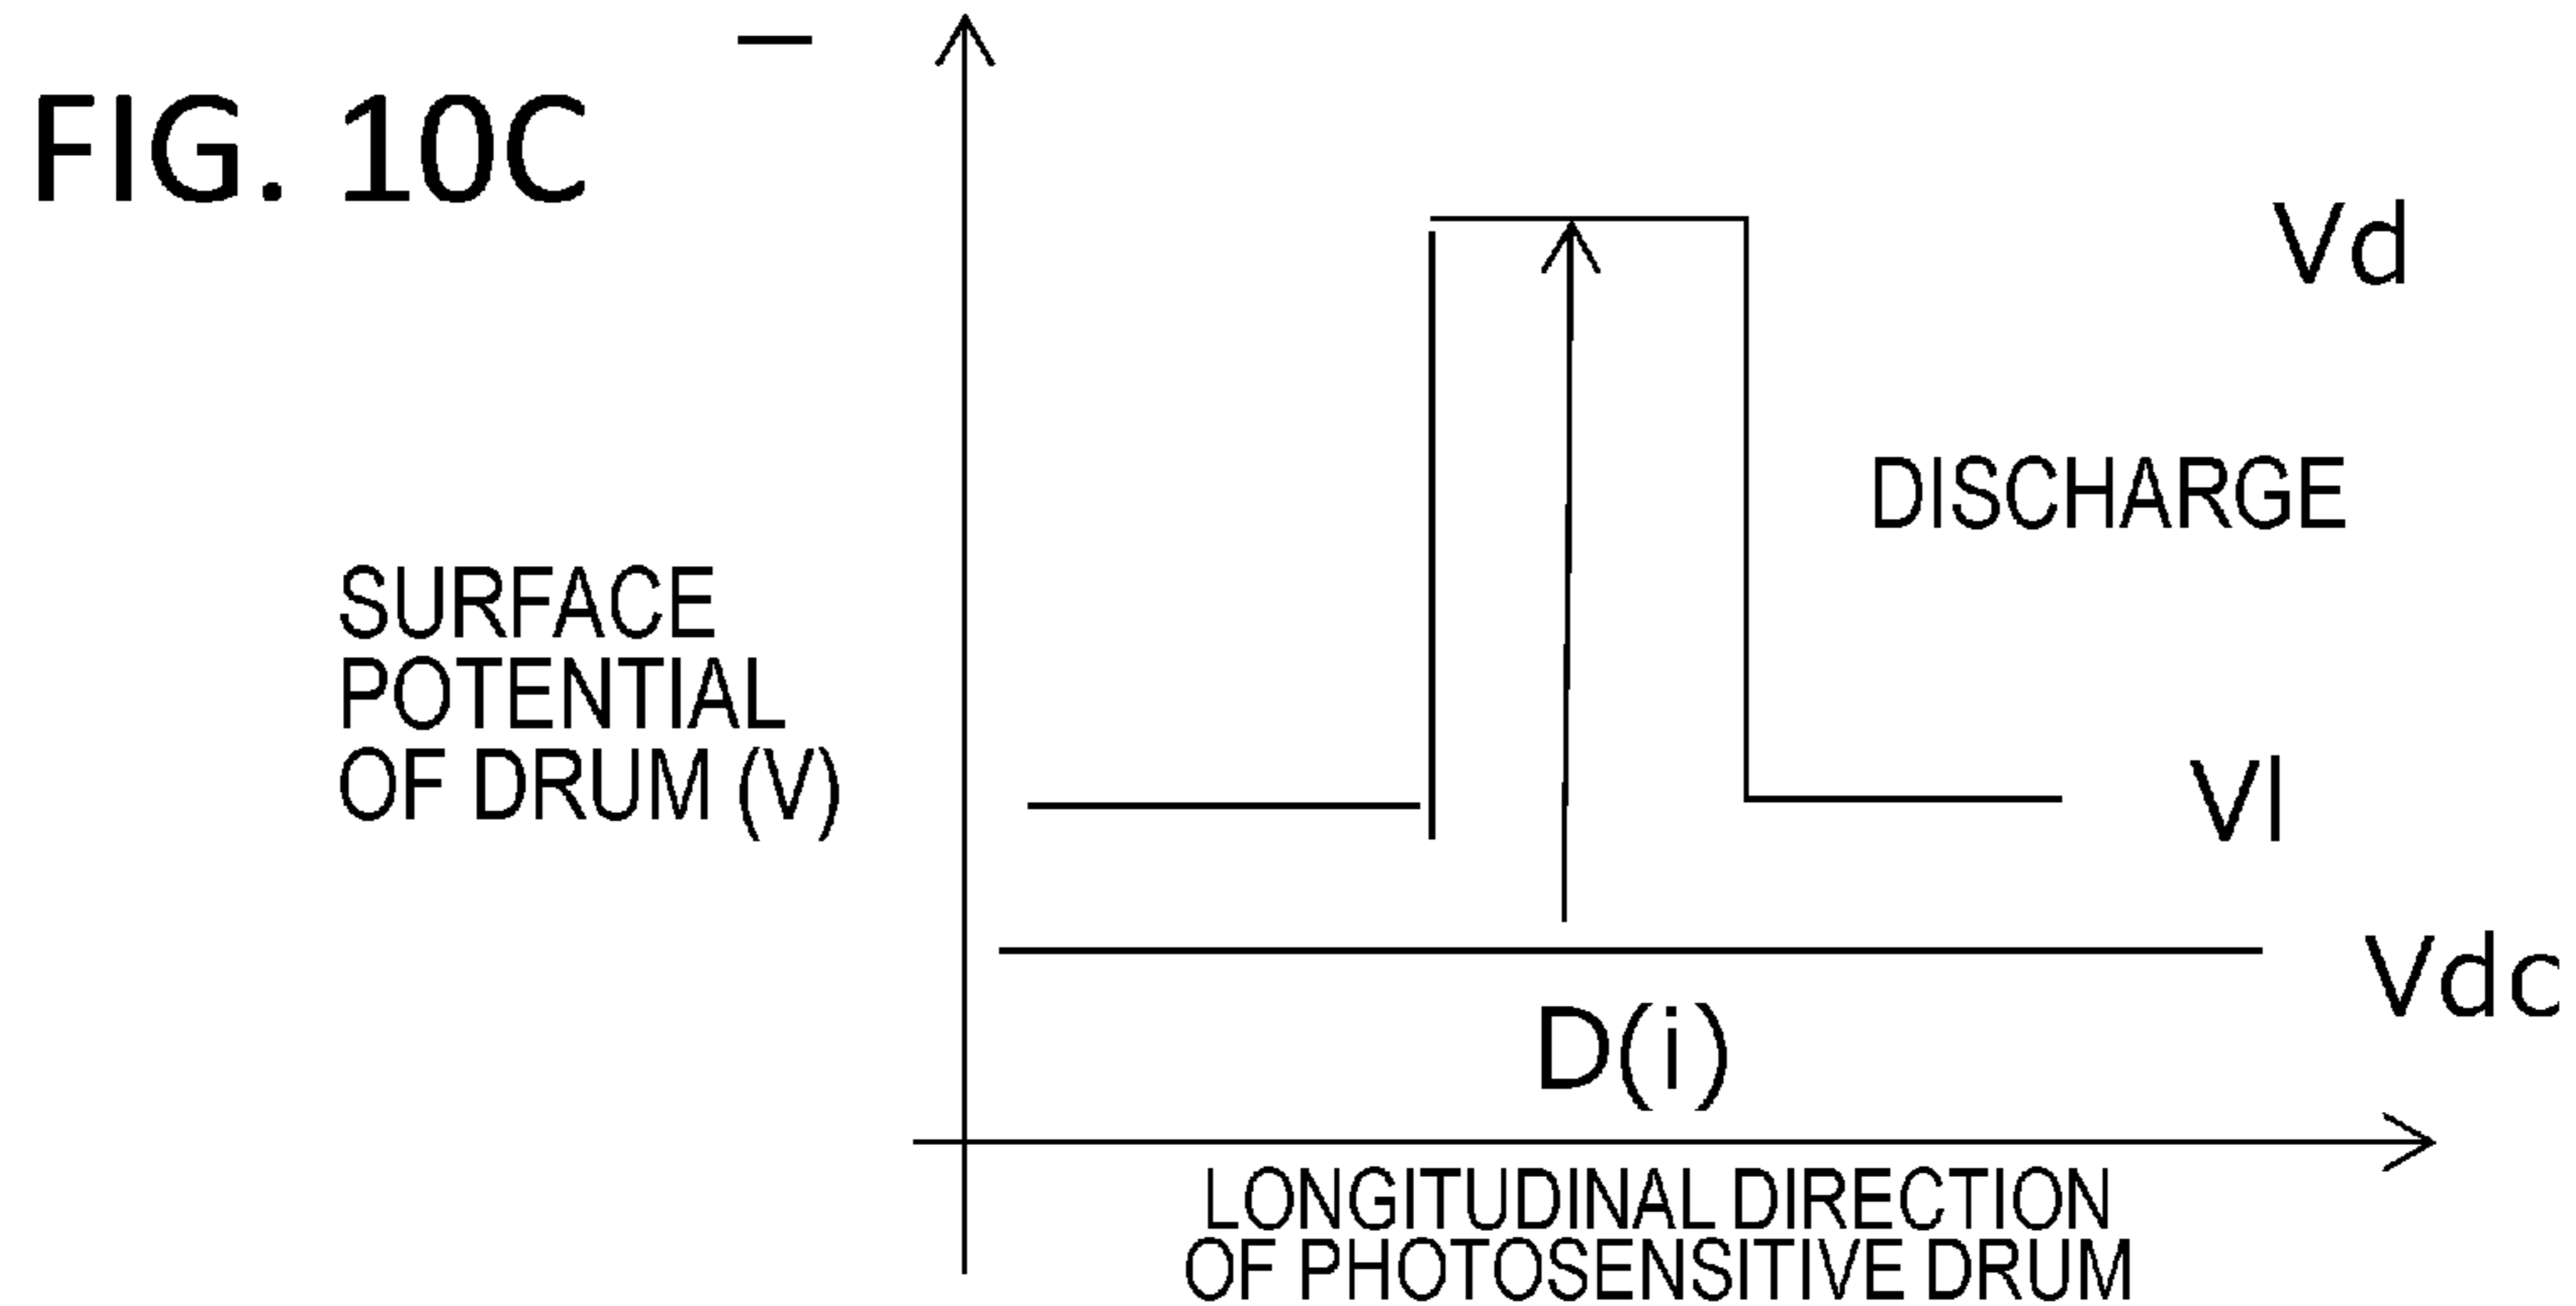 —
FIG. 10C
Vd
DISCHARGE
SURFACE
POTENTIAL
OF DRUM (V)
Vl
Vdc
D(i)
LONGITUDINAL DIRECTION
OF PHOTOSENSITIVE DRUM